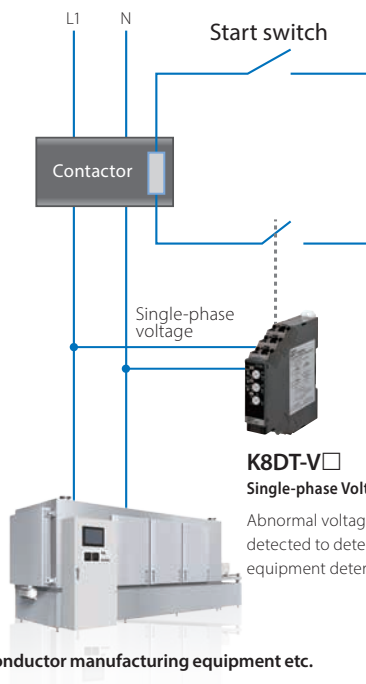 L1 N
Start switch
Contactor
Single-phase
voltage
K8DT-V□
Single-phase Volt
Abnormal voltag
detected to dete
equipment deter
onductor manufacturing equipment etc.